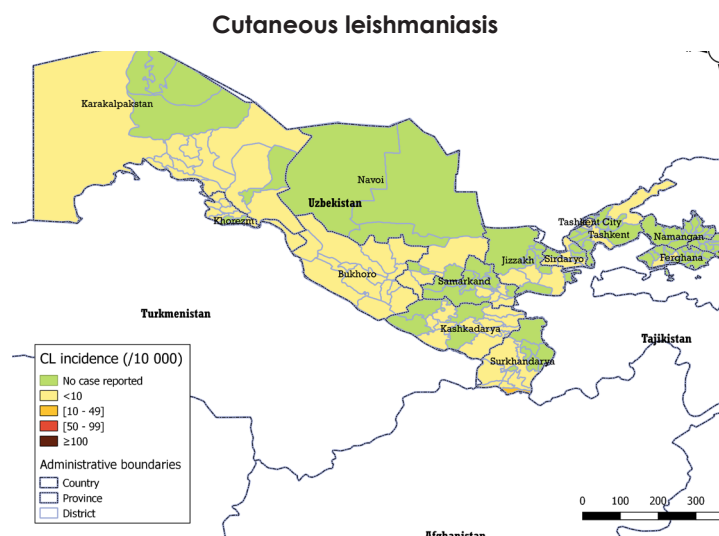 Cutaneous leishmaniasis
Karakalpakstan
Navoi
Uzbekistan
Khorezm
Tashkent City
Tashkent
Namangan
Jizzakh
Sirdaryo
Ferghana
Bukhoro
Samarkand
Turkmenistan
Kashkadarya
Tajikistan
Surkhandarya
CL incidence (/10 000)
No case reported
<10
[10 - 49]
[50 - 99]
≥100
Administrative boundaries
Country
Province
District
0 100 200 300
Afghanistan